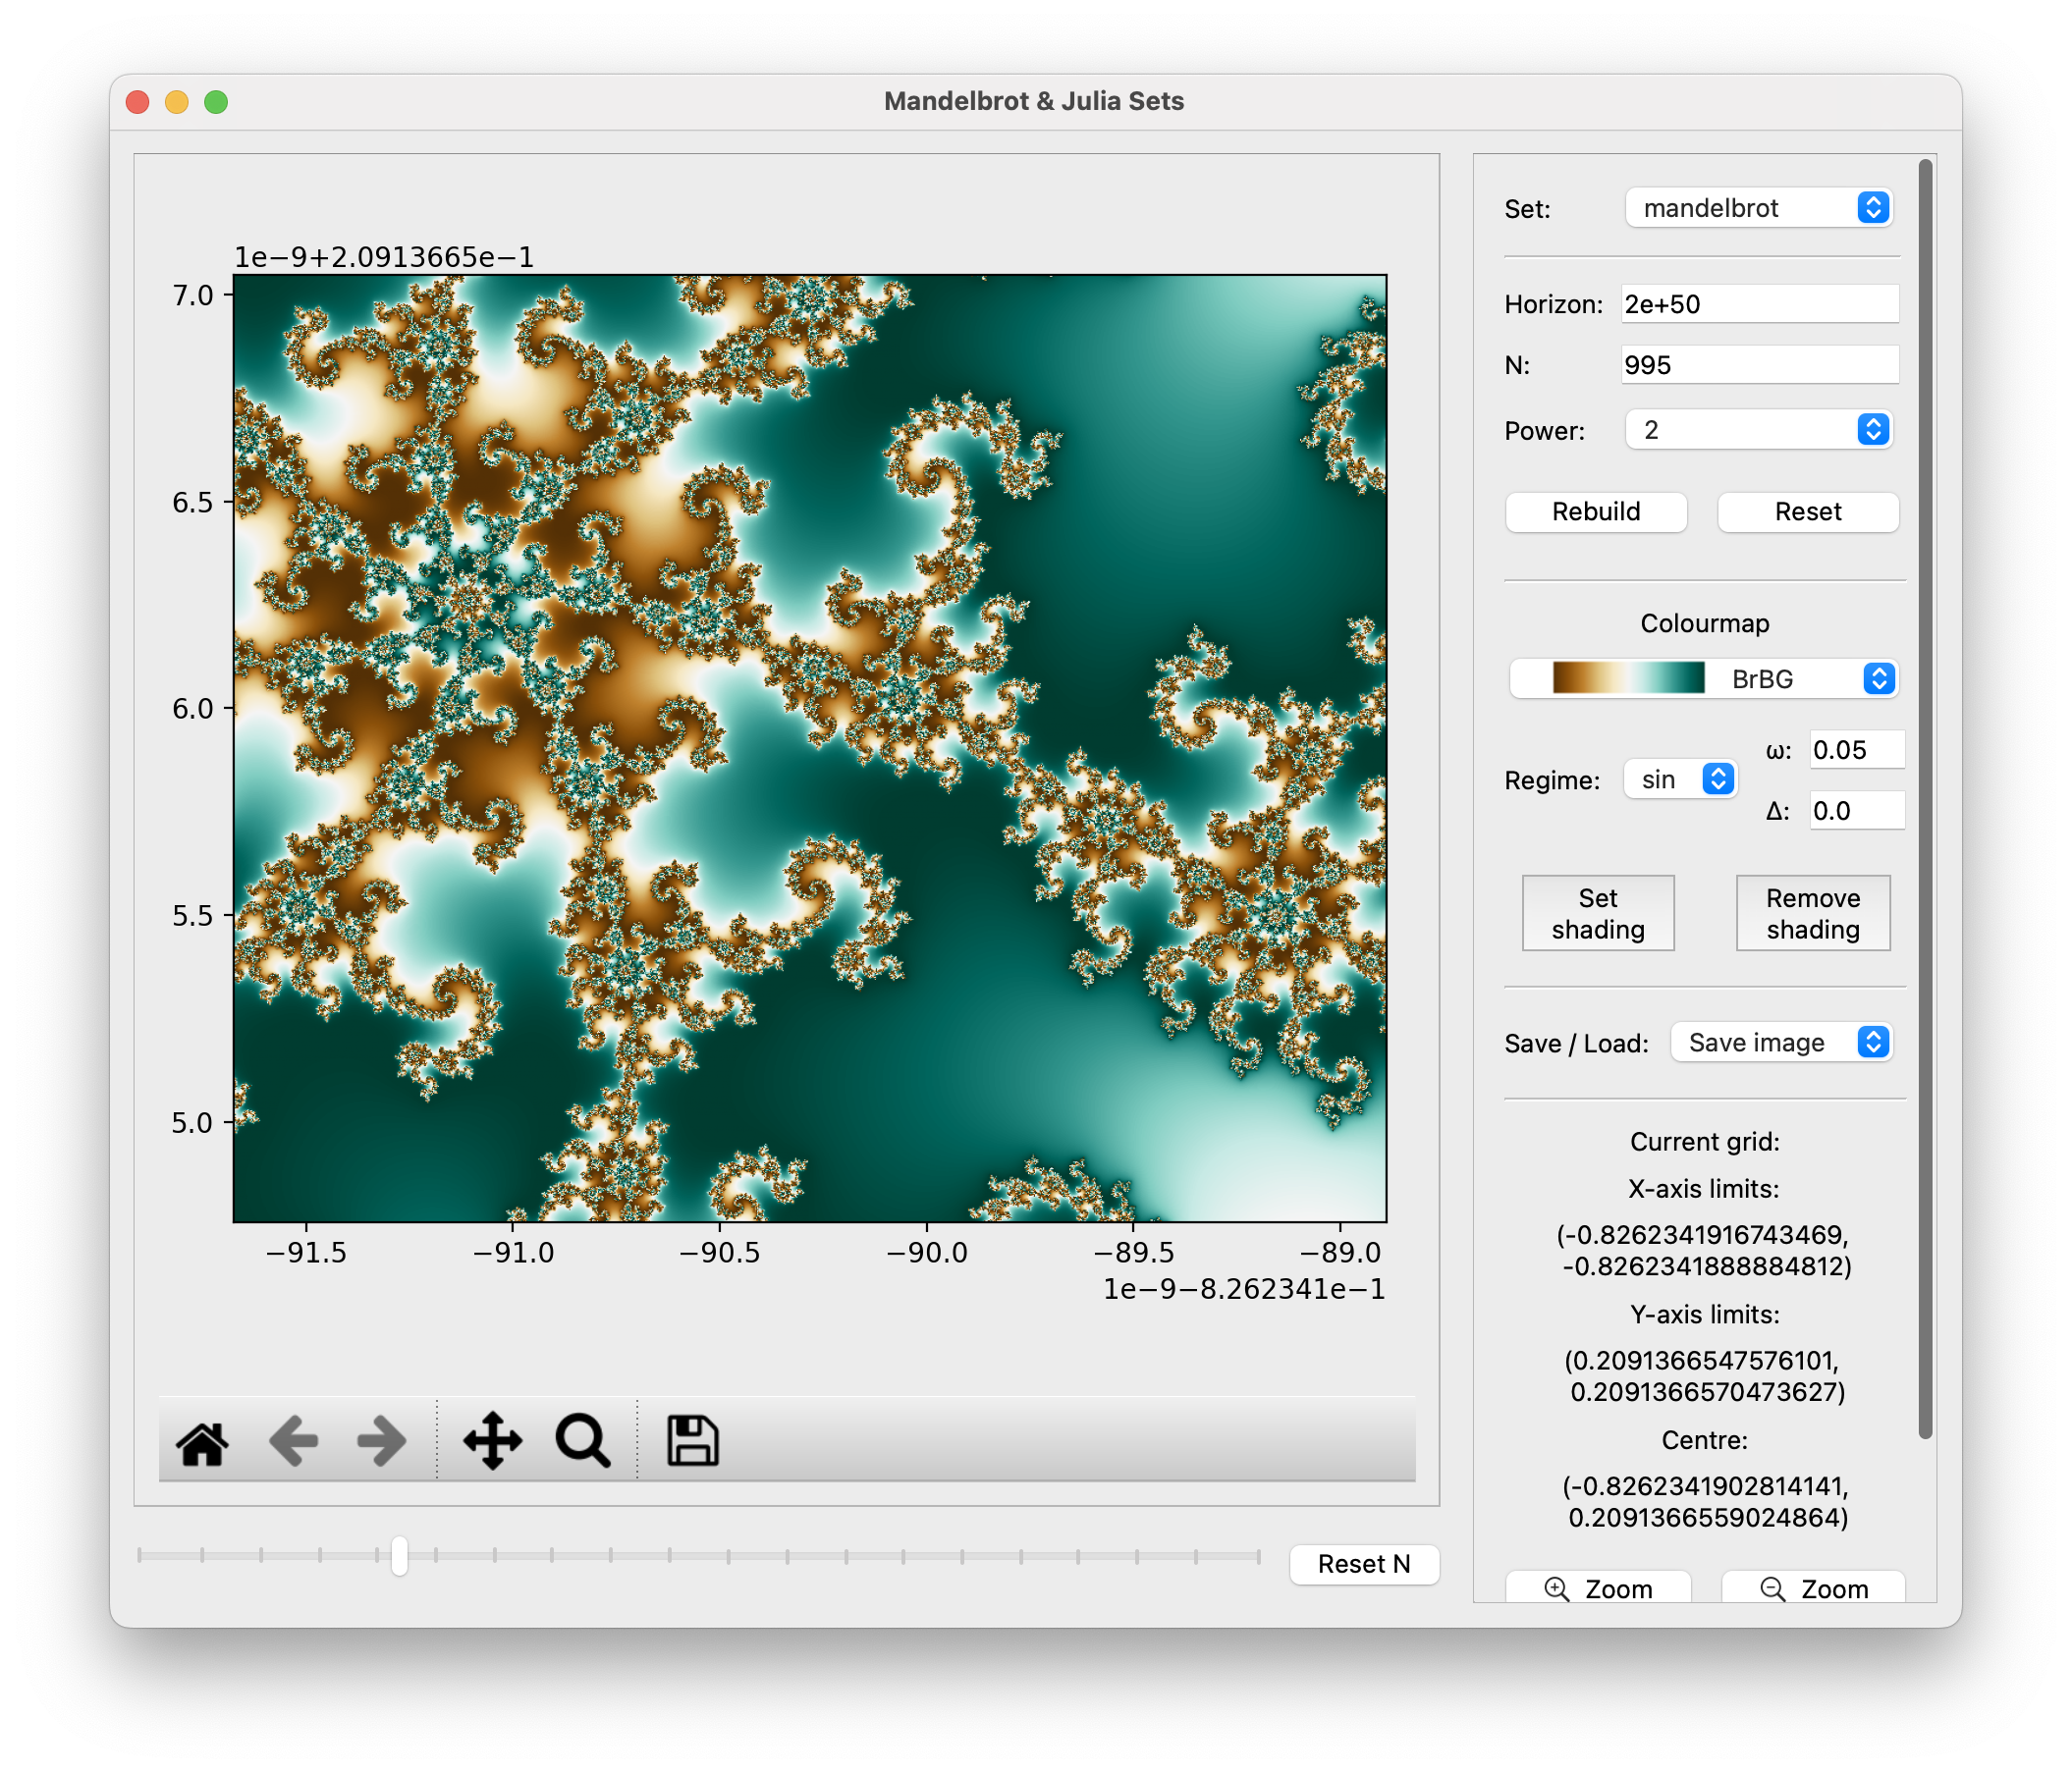 Mandelbrot & Julia Sets
1e−9+2.0913665e−1
7.0
6.5
6.0
5.5
5.0
−91.5
−91.0
−90.5
−90.0
−89.5
−89.0
1e−9−8.262341e−1
Reset N
Set:
mandelbrot
Horizon:
2e+50
N:
995
Power:
2
Rebuild
Reset
Colourmap
BrBG
Regime:
sin
ω:
0.05
Δ:
0.0
Set
shading
Remove
shading
Save / Load:
Save image
Current grid:
X-axis limits:
(-0.8262341916743469,
-0.8262341888884812)
Y-axis limits:
(0.2091366547576101,
0.2091366570473627)
Centre:
(-0.8262341902814141,
0.2091366559024864)
Zoom
Zoom